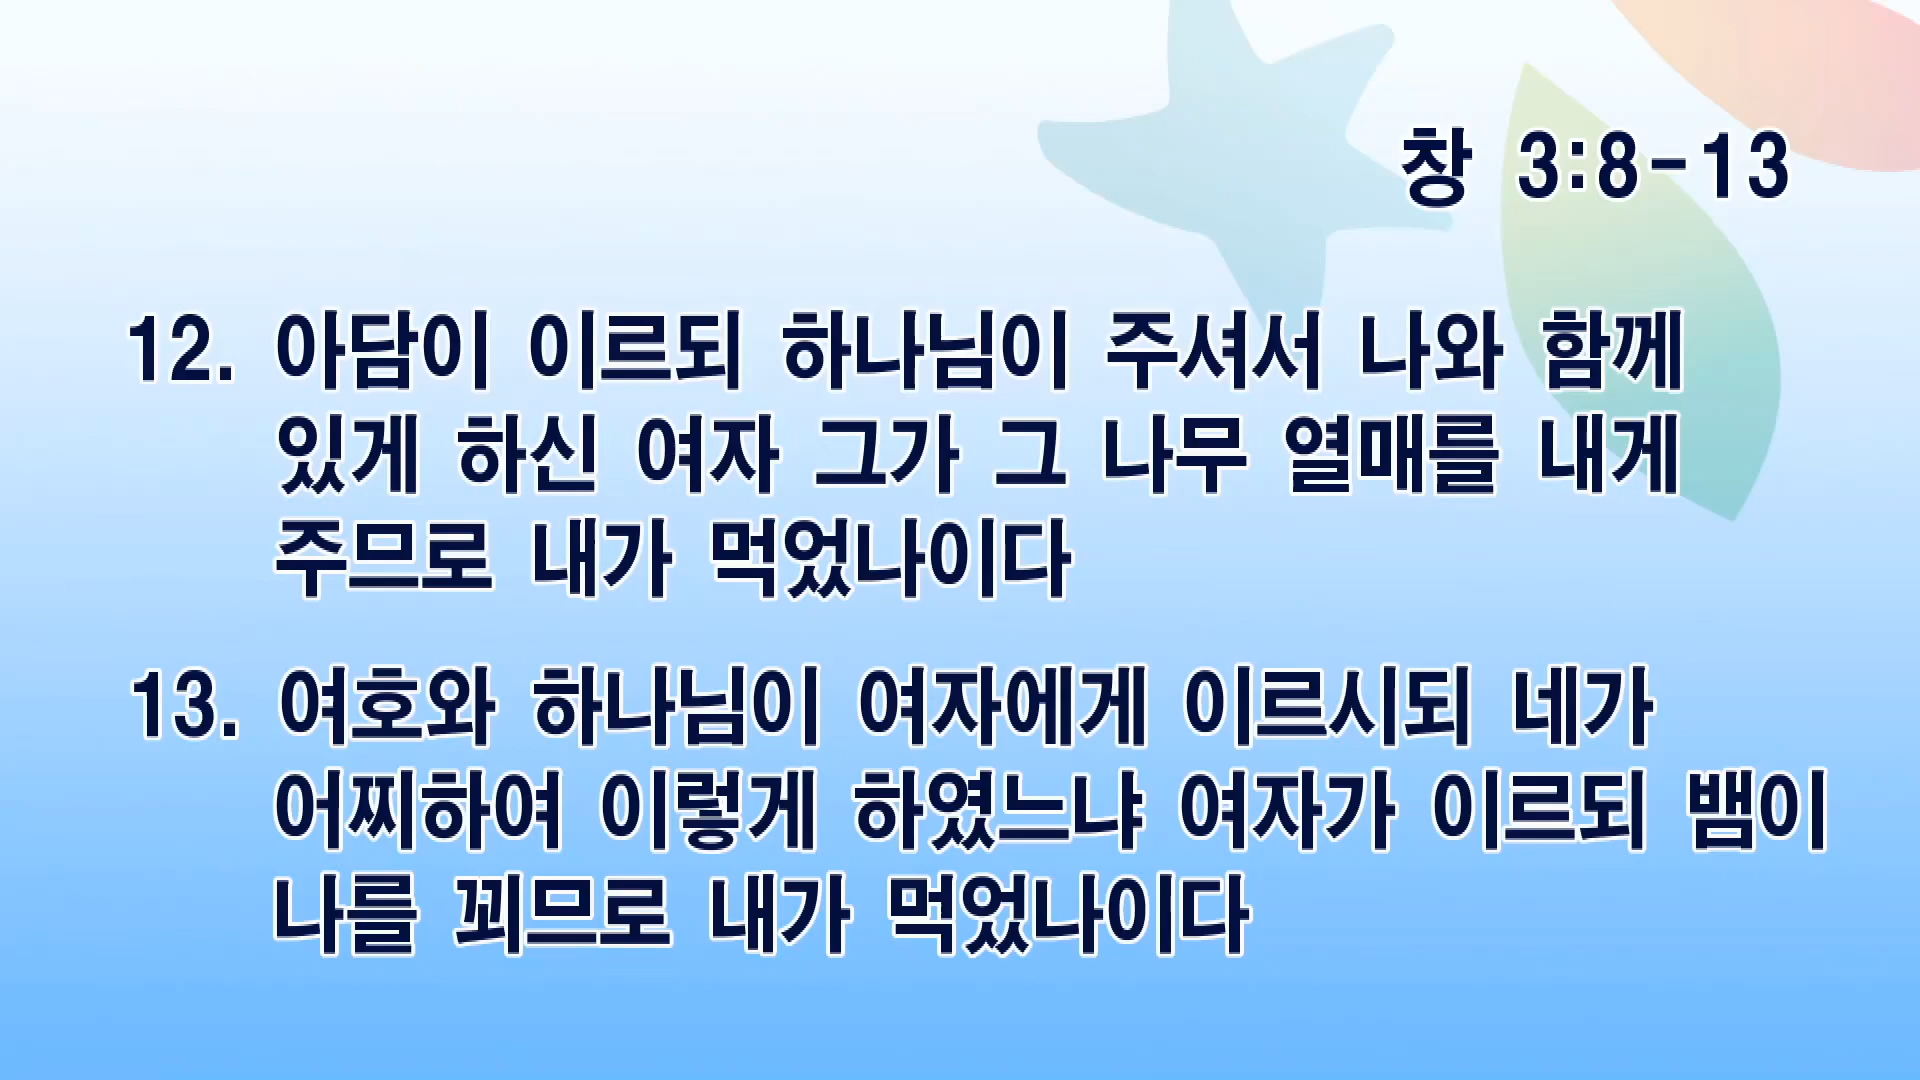 창 3:8-13
12. 아담이 이르되 하나님이 주셔서 나와 함께
있게 하신 여자 그가 그 나무 열매를 내게
주므로 내가 먹었나이다
13. 여호와 하나님이 여자에게 이르시되 네가
어찌하여 이렇게 하였느냐 여자가 이르되 뱀이
나를 꾀므로 내가 먹었나이다